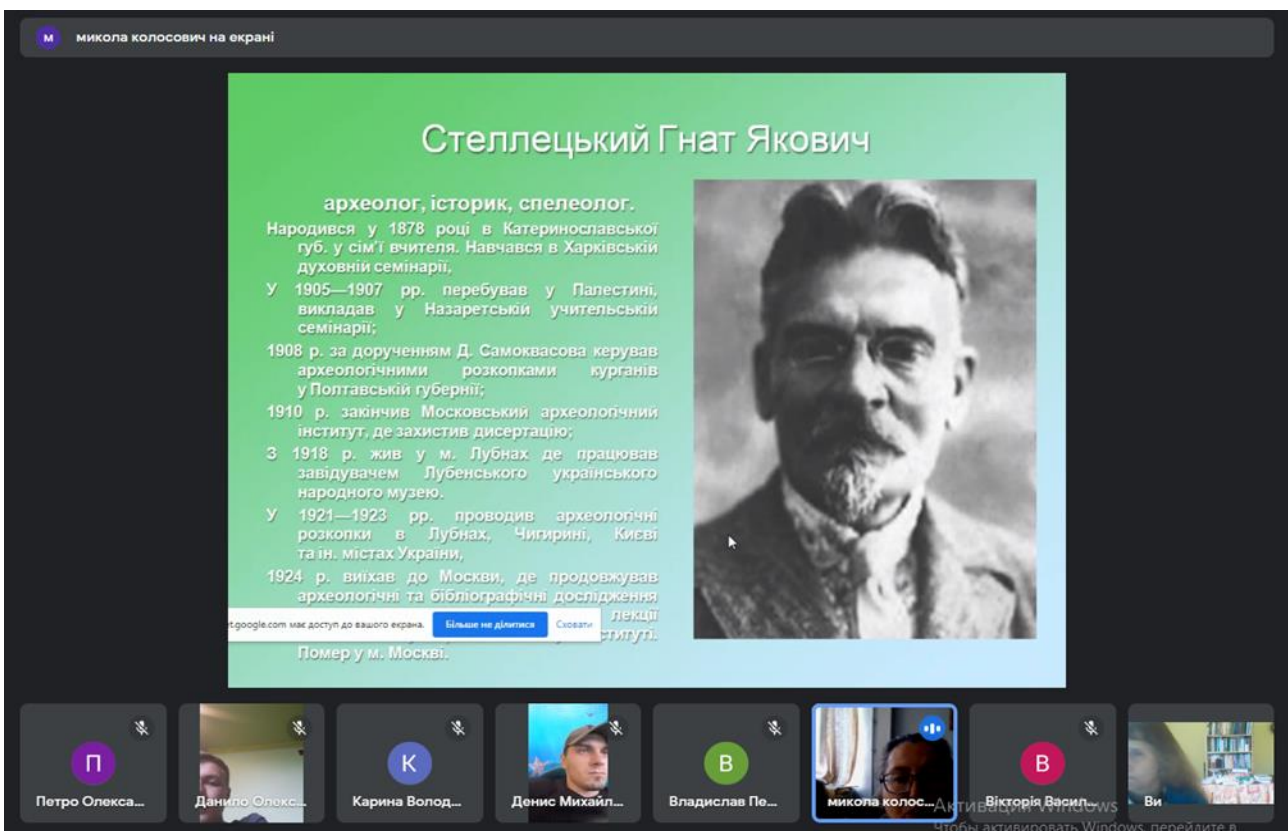 м микола колосович на екрані
Стеллецький Гнат Якович
археолог, історик, спелеолог.
Народився у 1878 році в Катеринославської
губ. у сім'ї вчителя. Навчався в Харківській
духовній семінарії,
У 1905—1907 рр. перебував у Палестині,
викладав у Назаретській учительській
семінарії;
1908 р. за дорученням Д. Самоквасова керував
археологічними розкопками курганів
у Полтавській губернії;
1910 р. закінчив Московський археологічний
інститут, де захистив дисертацію;
З 1918 р. жив у м. Лубнах де працював
завідувачем Лубенського українського
народного музею.
У 1921—1923 рр. проводив археологічні
розкопки в Лубнах, Чигирині, Києві
та ін. містах України,
1924 р. виїхав до Москви, де продовжував
археологічні та бібліографічні дослідження
лекції
et.google.com має доступ до вашого екрана. Більше не ділитися Сховати
ституті.
Помер у м. Москві.
П
К
В
В
Петро Олекса...
Данило Олекс...
Карина Волод...
Денис Михайл...
Владислав Пе...
микола колос...
Вікторія Васил...
Ви
Активация Windows
Чтобы активировать Windows, перейдите в